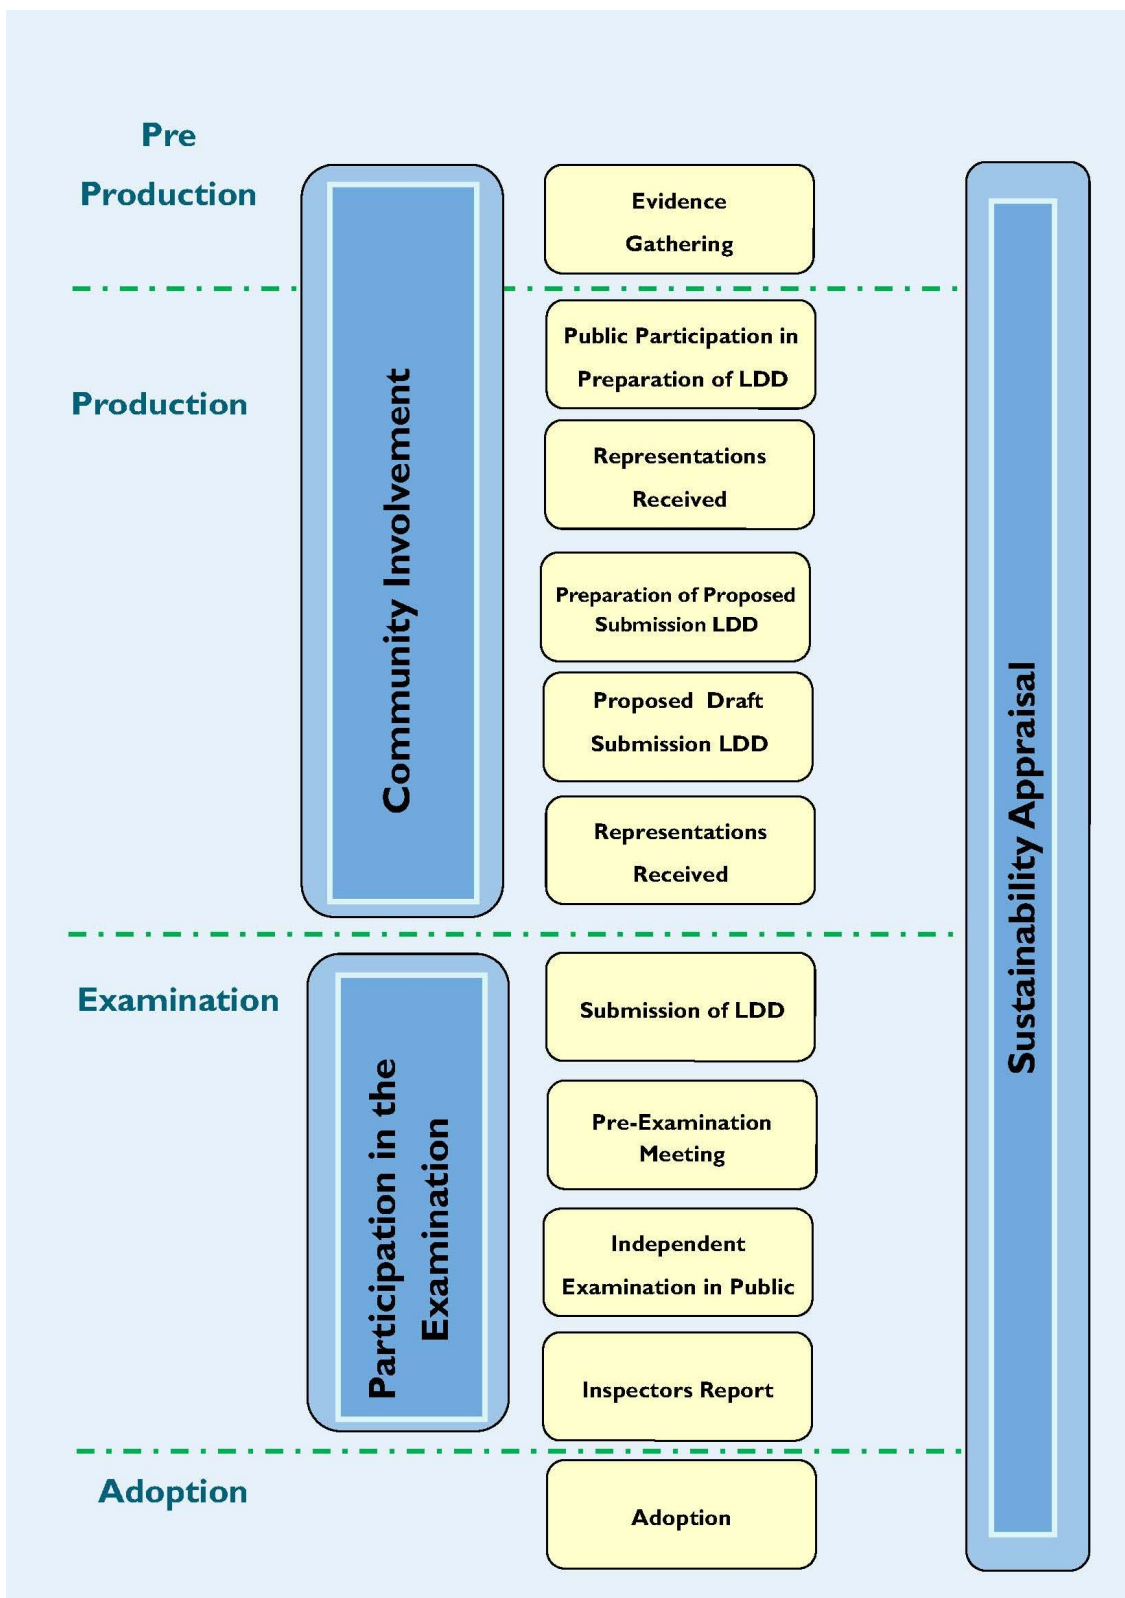 Pre
Production
Evidence
Gathering
Public Participation in
Preparation of LDD
Production
Representations
Received
Community Involvement
Preparation of Proposed
Submission LDD
Proposed Draft
Submission LDD
Representations
Received
Sustainability Appraisal
Examination
Submission of LDD
Participation in the
Examination
Pre-Examination
Meeting
Independent
Examination in Public
Inspectors Report
Adoption
Adoption